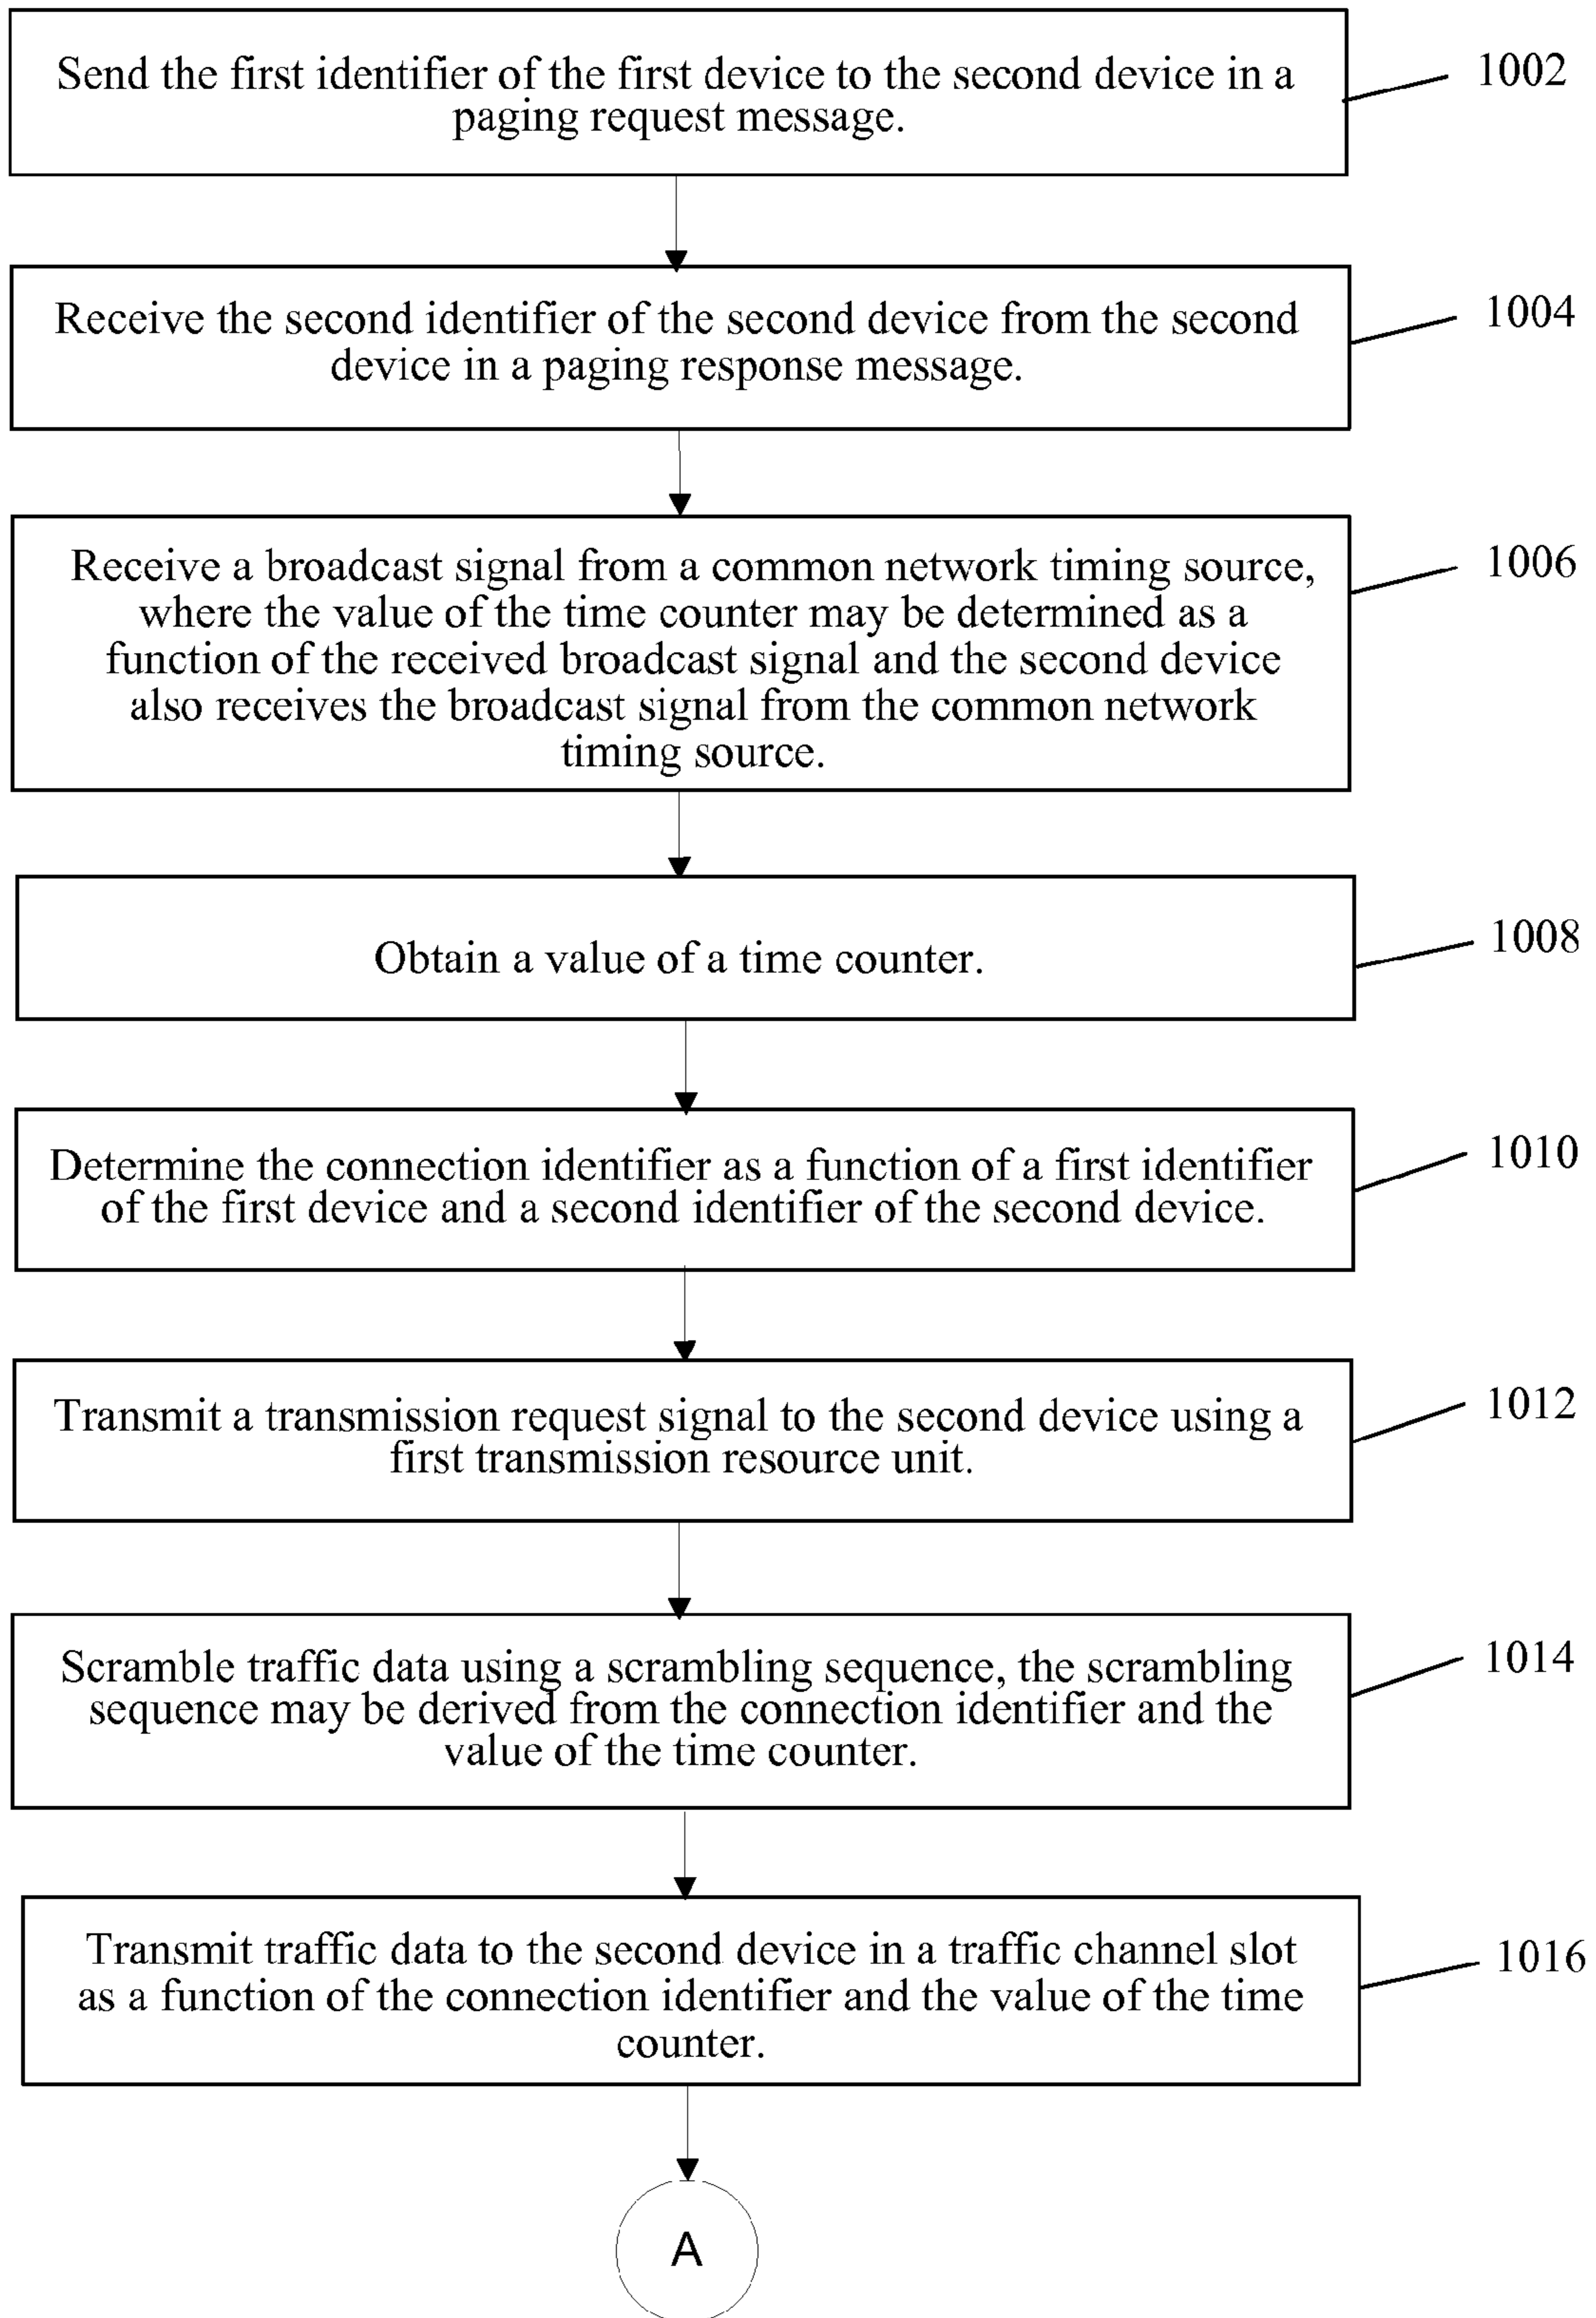 Send the first identifier of the first device to the second device in a
paging request message.
1002
Receive the second identifier of the second device from the second
device in a paging response message.
1004
Receive a broadcast signal from a common network timing source,
where the value of the time counter may be determined as a
function of the received broadcast signal and the second device
also receives the broadcast signal from the common network
timing source.
1006
Obtain a value of a time counter.
1008
Determine the connection identifier as a function of a first identifier
of the first device and a second identifier of the second device.
1010
Transmit a transmission request signal to the second device using a
first transmission resource unit.
1012
Scramble traffic data using a scrambling sequence, the scrambling
sequence may be derived from the connection identifier and the
value of the time counter.
1014
Transmit traffic data to the second device in a traffic channel slot
as a function of the connection identifier and the value of the time
counter.
1016
A